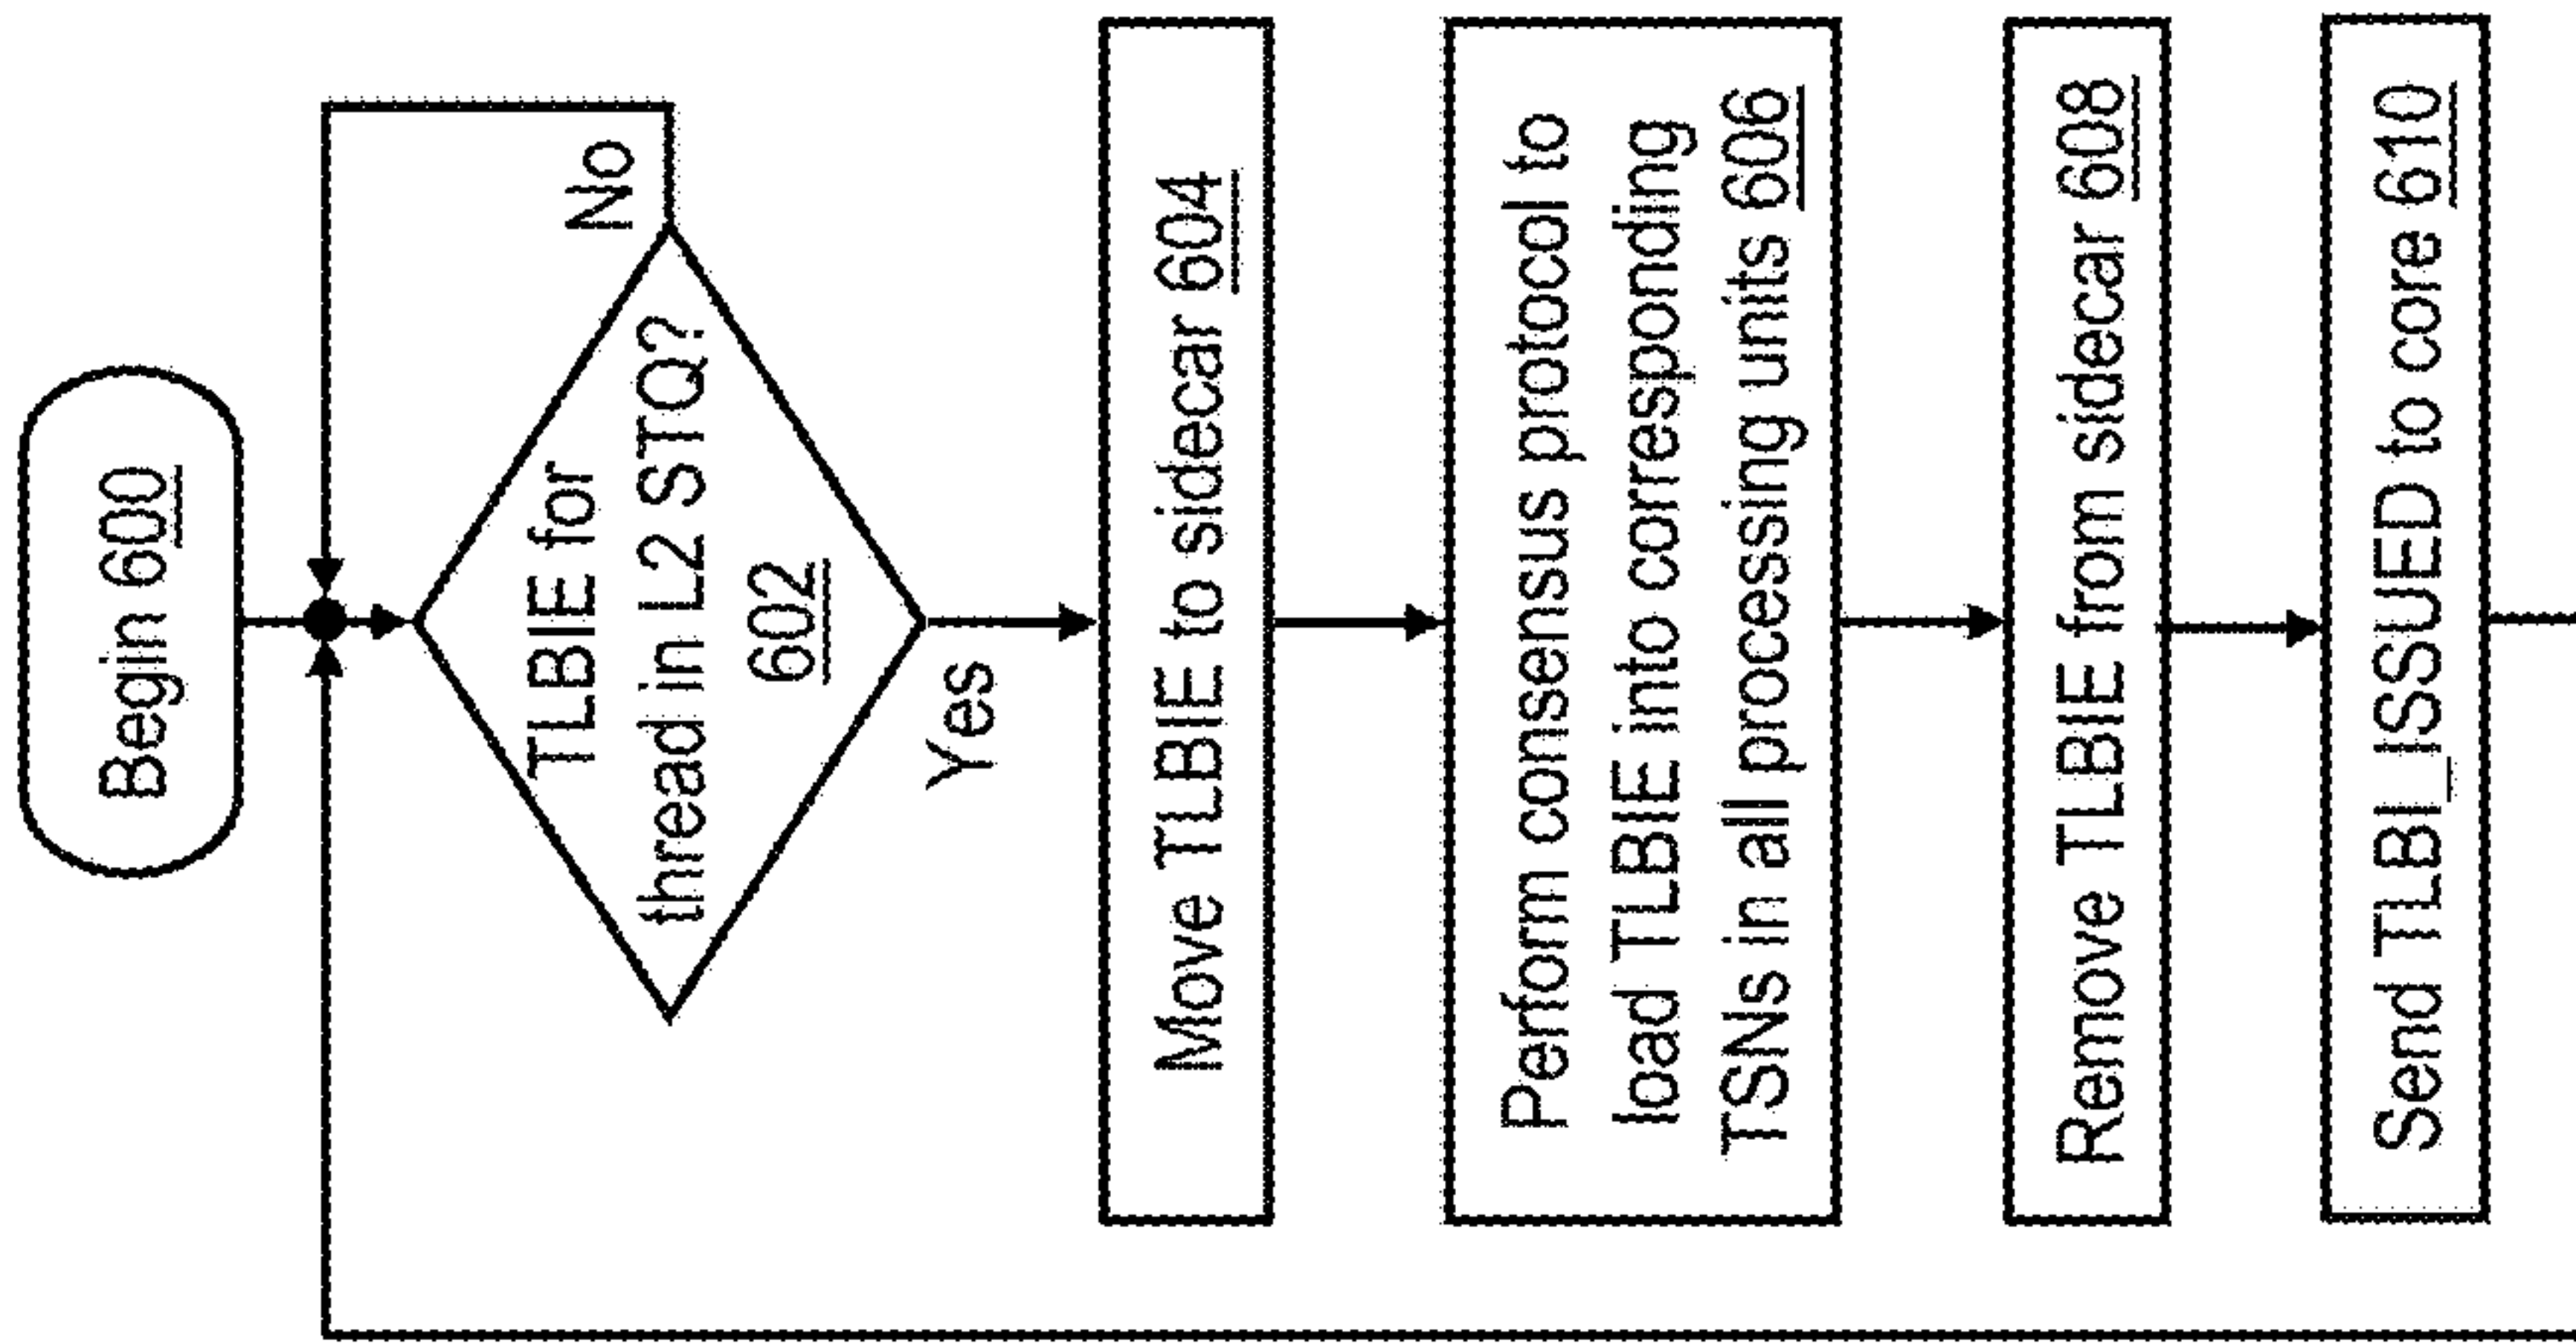 Begin 600
TLBIE for
thread in L2 STQ?
602
No
Yes
Move TLBIE to sidecar 604
Perform consensus protocol to
load TLBIE into corresponding
TSNs in all processing units 606
Remove TLBIE from sidecar 608
Send TLBI_ISSUED to core 610